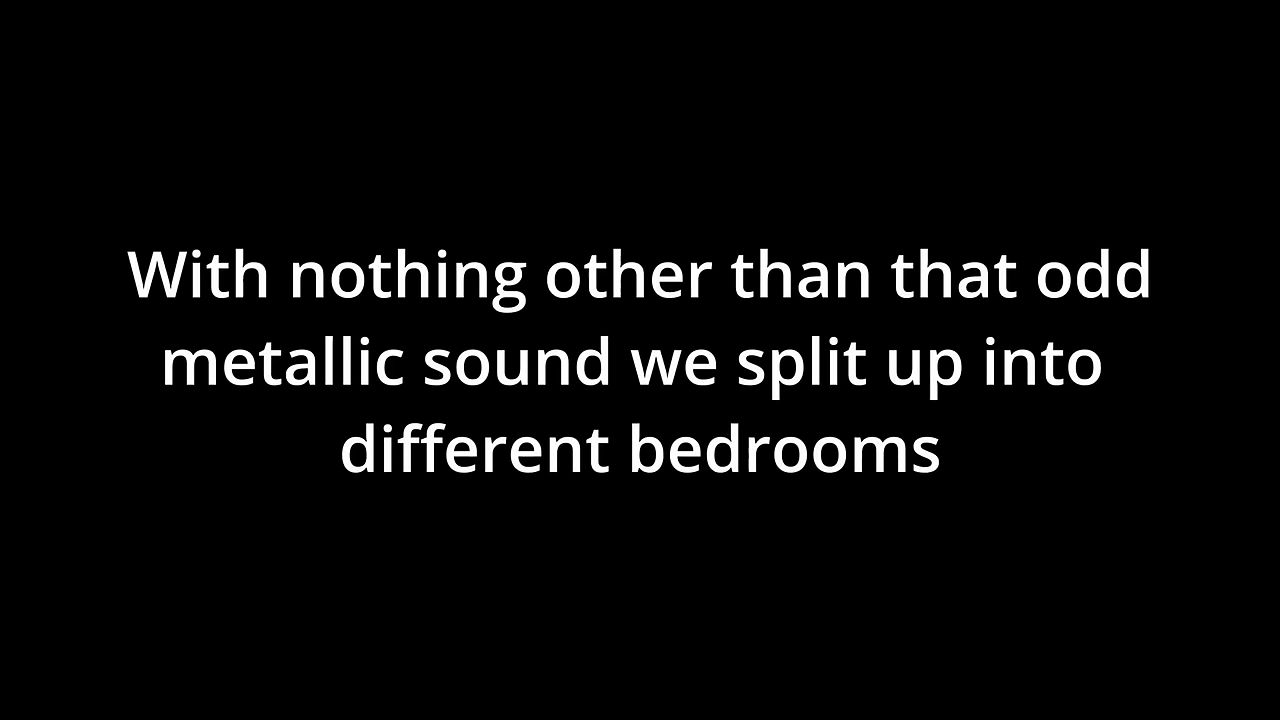 With nothing other than that odd
metallic sound we split up into
different bedrooms